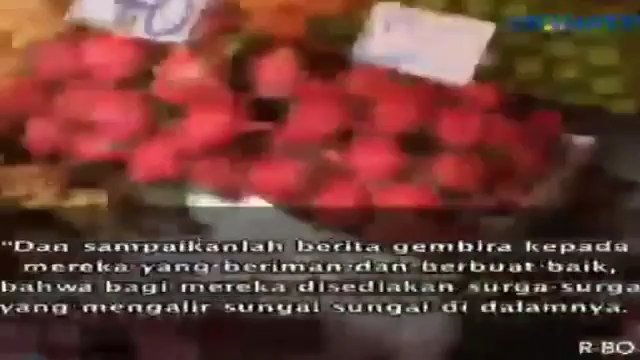 40
"Dan sampaikanlah berita gembira kepada
mereka yang beriman dan berbuat baik,
bahwa bagi mereka disediakan surga-surga
yang mengalir sungai sungai di dalamnya.
R-BO